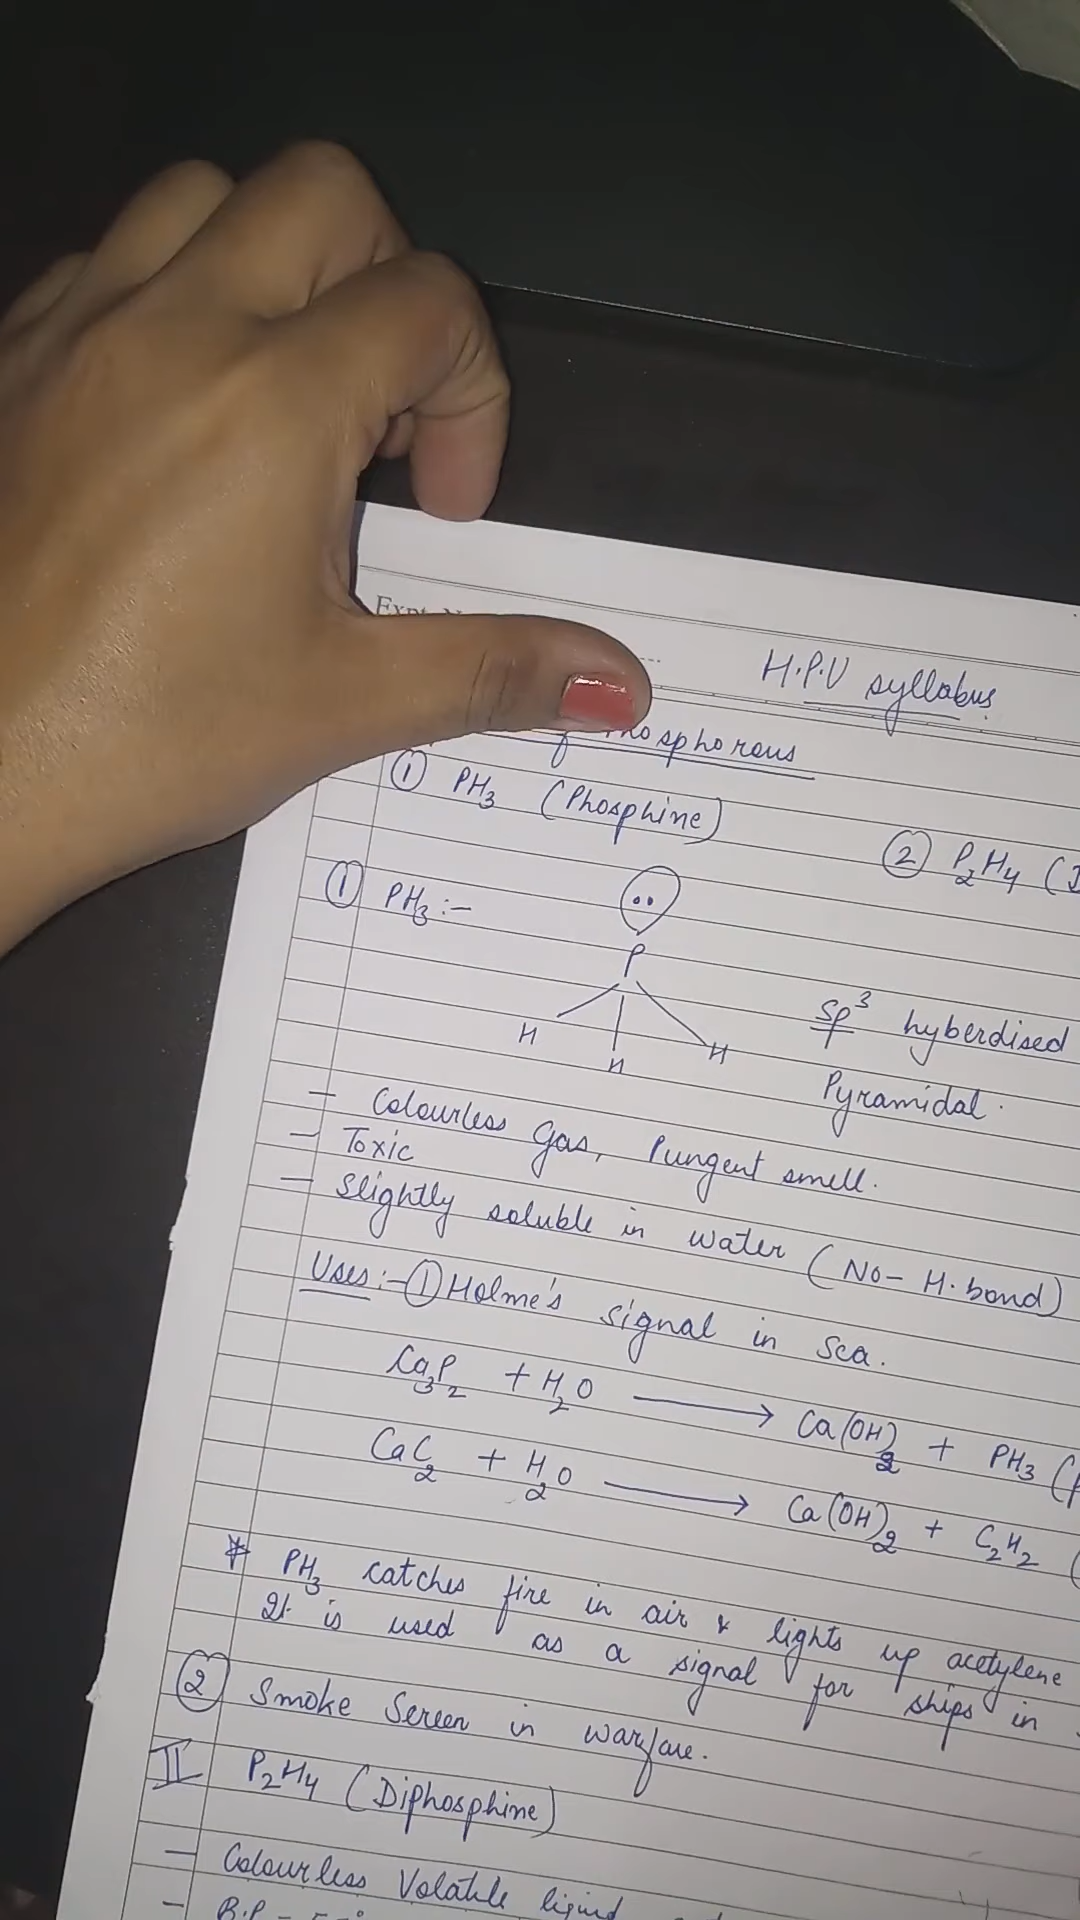 H.P.U syllabus
Phosphorous
① PH3 (Phosphine)
② P2H4 (
① PH3 :-
P
H H H
sp3 hyberdised
Pyramidal.
- Colourless gas, Pungent smell.
- Toxic
- Slightly soluble in water (No- H.bond)
Uses :- ① Holme's signal in sea.
Ca3P2 + H2O ⟶ Ca(OH)2 + PH3 (
CaC2 + H2O ⟶ Ca(OH)2 + C2H2 (
* PH3 catches fire in air & lights up acetylene
It is used as a signal for ships in
② Smoke Screen in warfare.
II P2H4 (Diphosphine)
- Colourless Volatile liquid
- B.P -